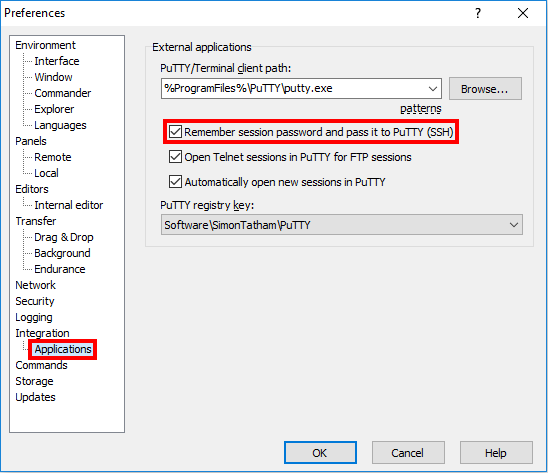 Preferences
Environment
Interface
Window
Commander
Explorer
Languages
Panels
Remote
Local
Editors
Internal editor
Transfer
Drag & Drop
Background
Endurance
Network
Security
Logging
Integration
Applications
Commands
Storage
Updates
External applications
PuTTY/Terminal client path:
%ProgramFiles%\PuTTY\putty.exe
Browse...
patterns
Remember session password and pass it to PuTTY (SSH)
Open Telnet sessions in PuTTY for FTP sessions
Automatically open new sessions in PuTTY
PuTTY registry key:
Software\SimonTatham\PuTTY
OK Cancel Help